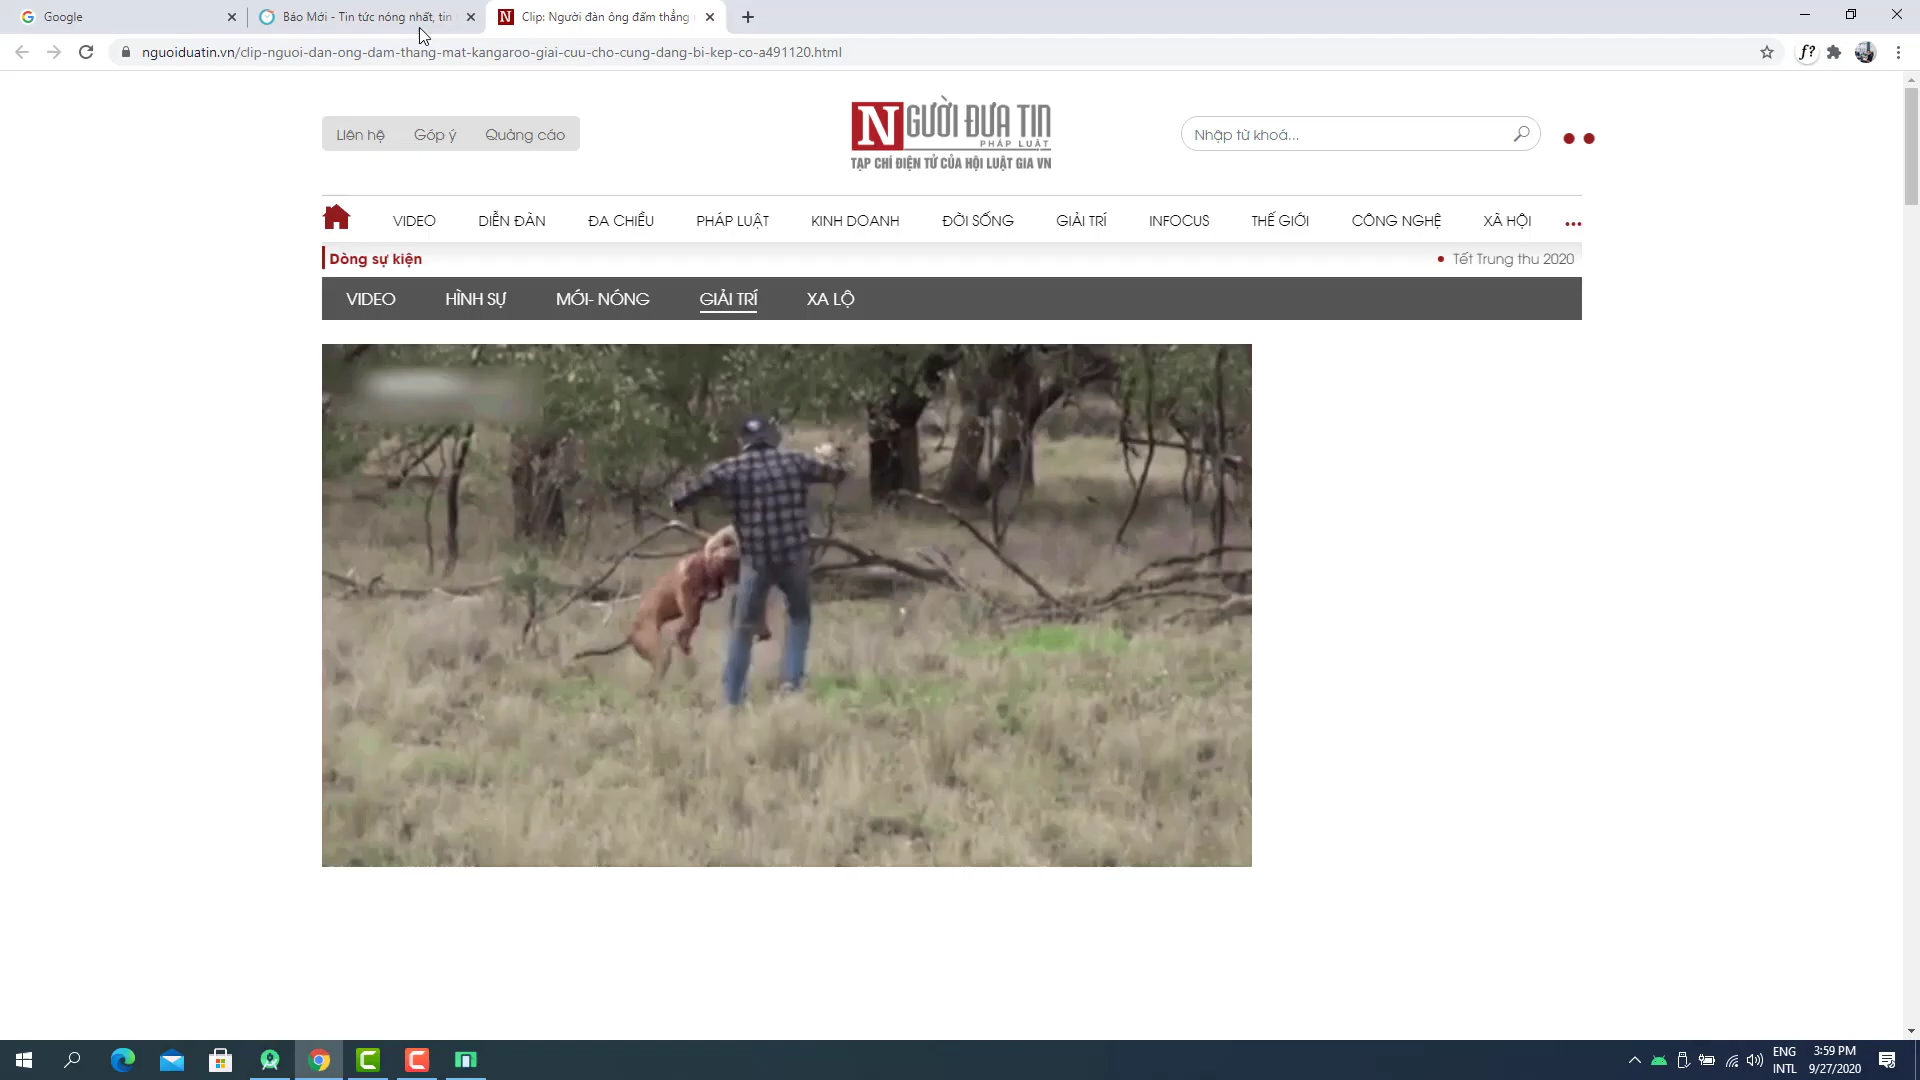 Google
Báo Mới - Tin tức nóng nhất, tin
Clip: Người đàn ông đấm thẳng
nguoiduatin.vn/clip-nguoi-dan-ong-dam-thang-mat-kangaroo-giai-cuu-cho-cung-dang-bi-kep-co-a491120.html
f?
Liên hệ Góp ý Quảng cáo
NGƯỜI ĐƯA TIN
PHÁP LUẬT
TẠP CHÍ ĐIỆN TỬ CỦA HỘI LUẬT GIA VN
Nhập từ khoá...
VIDEO DIỄN ĐÀN ĐA CHIỀU PHÁP LUẬT KINH DOANH ĐỜI SỐNG GIẢI TRÍ INFOCUS THẾ GIỚI CÔNG NGHỆ XÃ HỘI ...
Dòng sự kiện
Tết Trung thu 2020
VIDEO HÌNH SỰ MỚI- NÓNG GIẢI TRÍ XA LỘ
ENG
INTL
3:59 PM
9/27/2020